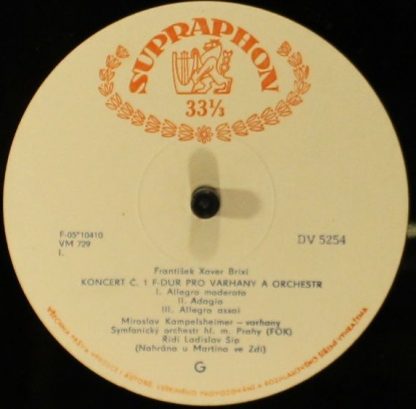 SUPRAPHON
33⅓
F-05*10410
VM 729
I.
DV 5254
František Xaver Brixi
KONCERT Č. 1 F-DUR PRO VARHANY A ORCHESTR
I. Allegro moderato
II. Adagio
III. Allegro assai
Miroslav Kampelsheimer – varhany
Symfonický orchestr hl. m. Prahy (FOK)
Řídí Ladislav Šíp
(Nahráno u Martina ve Zdi)
G